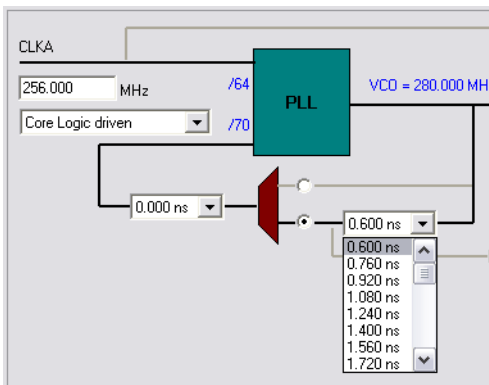 CLKA
256.000 MHz
/64
PLL
VCO = 280.000 MH
Core Logic driven
/70
0.000 ns
0.600 ns
0.600 ns
0.760 ns
0.920 ns
1.080 ns
1.240 ns
1.400 ns
1.560 ns
1.720 ns